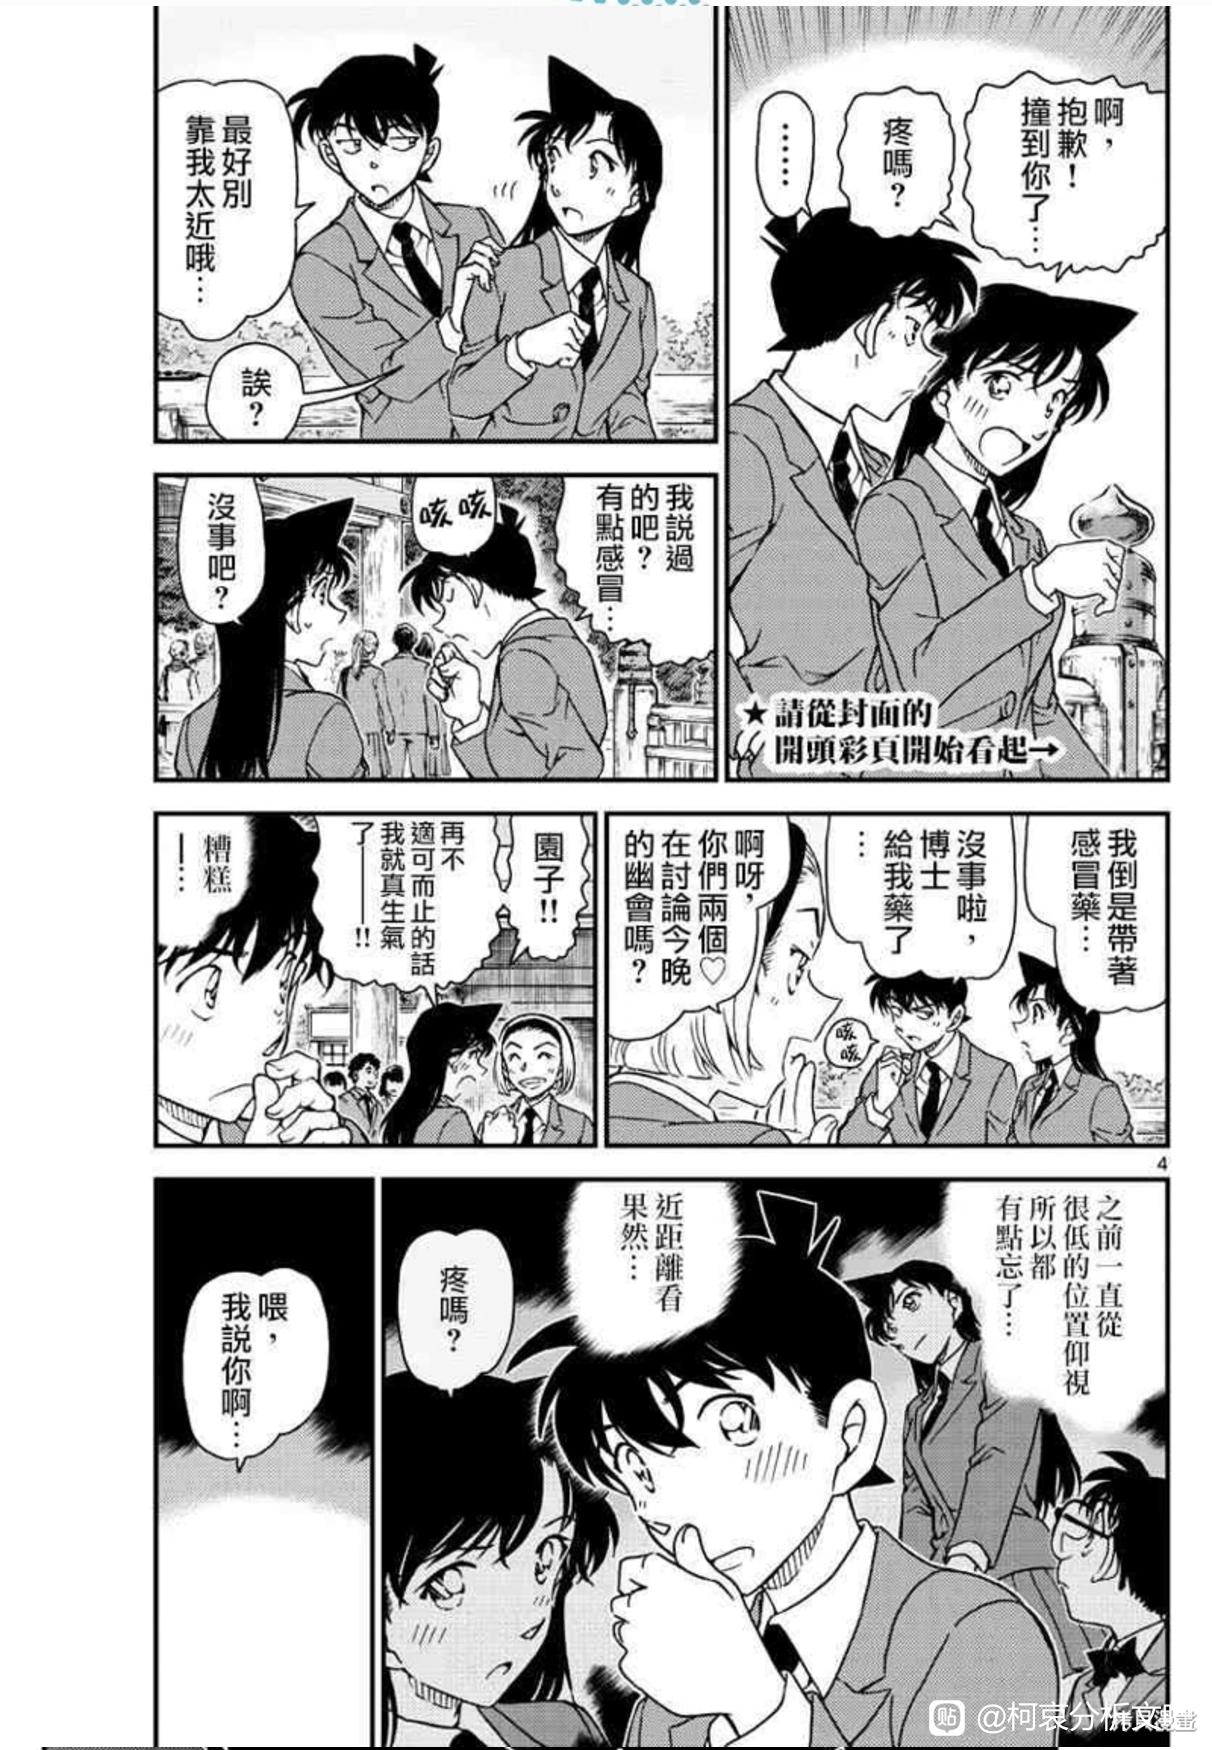 啊，
抱歉！
撞到你了…
疼嗎？
……
最好別
靠我太近哦…
誒？
★請從封面的
開頭彩頁開始看起→
我說過
的吧？
有點感冒…
咳咳
沒事吧？
我倒是帶著
感冒藥…
沒事啦，
博士
給我藥了
…
咳
咳
啊呀，
你們兩個♡
在討論今晚
的幽會嗎？
園子！！
再不
適可而止的話
我就真生氣
了——！！
糟糕
—…
4
之前一直從
很低的位置仰視
所以都
有點忘了…
近距離看
果然…
疼嗎？
喂，
我說你啊…
貼 @柯哀分析文